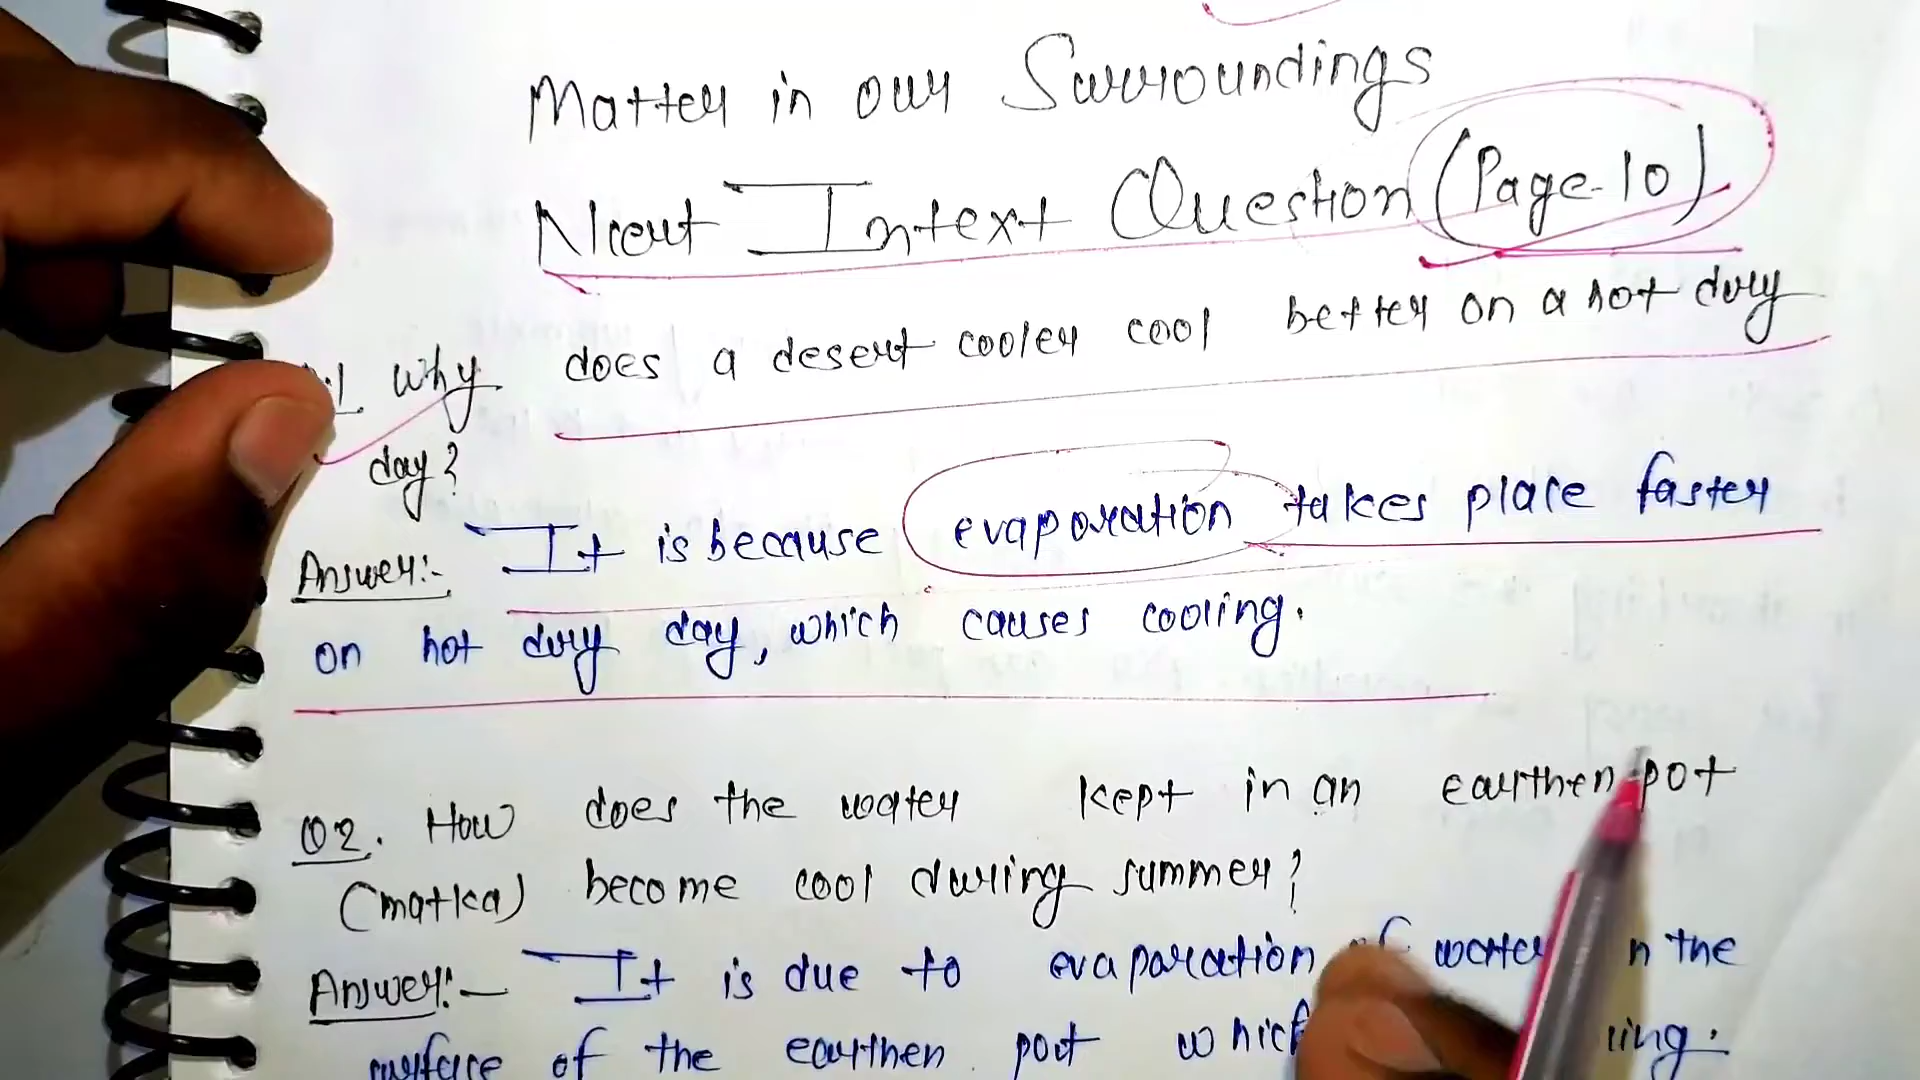 Matter in our Surroundings
Ncert Intext Question (Page-10)
.1. Why does a desert cooler cool better on a hot dry
day?
Answer:- It is because evaporation takes place faster
on hot dry day, which causes cooling.
Q2. How does the water kept in an earthen pot
(matka) become cool during summer?
Answer:- It is due to evaporation of water n the
surface of the earthen pot which ling.